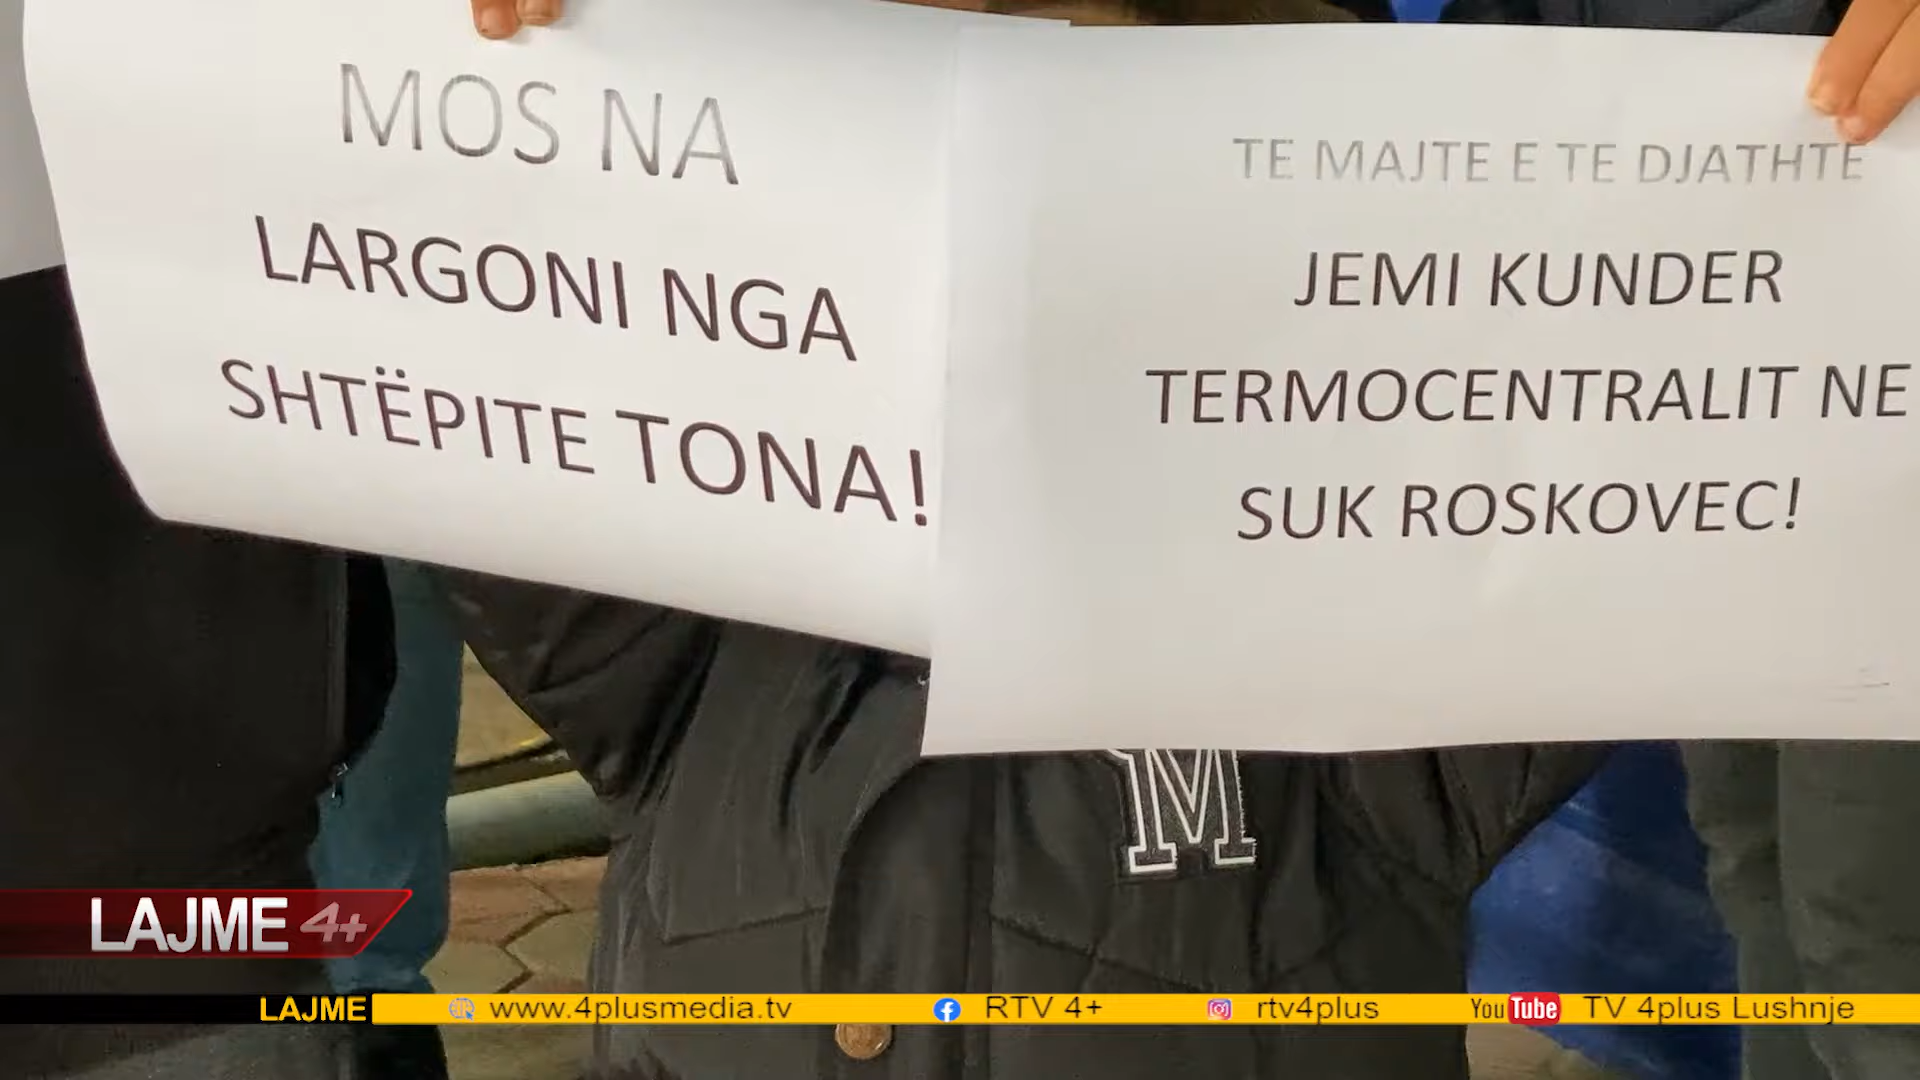 MOS NA
LARGONI NGA
SHTËPITE TONA!
TE MAJTE E TE DJATHTE
JEMI KUNDER
TERMOCENTRALIT NE
SUK ROSKOVEC!
M
LAJME 4+
LAJME www.4plusmedia.tv RTV 4+ rtv4plus YouTube TV 4plus Lushnje